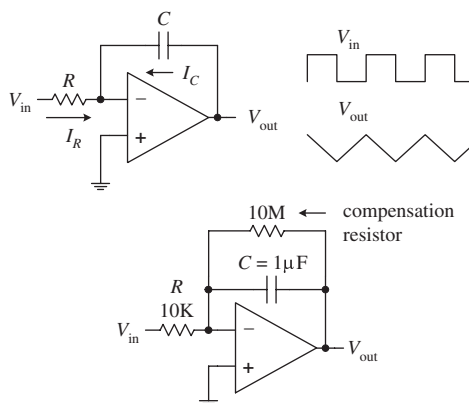 C
R
I_C
V_in
−
+
I_R
V_out
V_in
V_out
10M
compensation
resistor
C = 1μF
R
10K
V_in
−
+
V_out